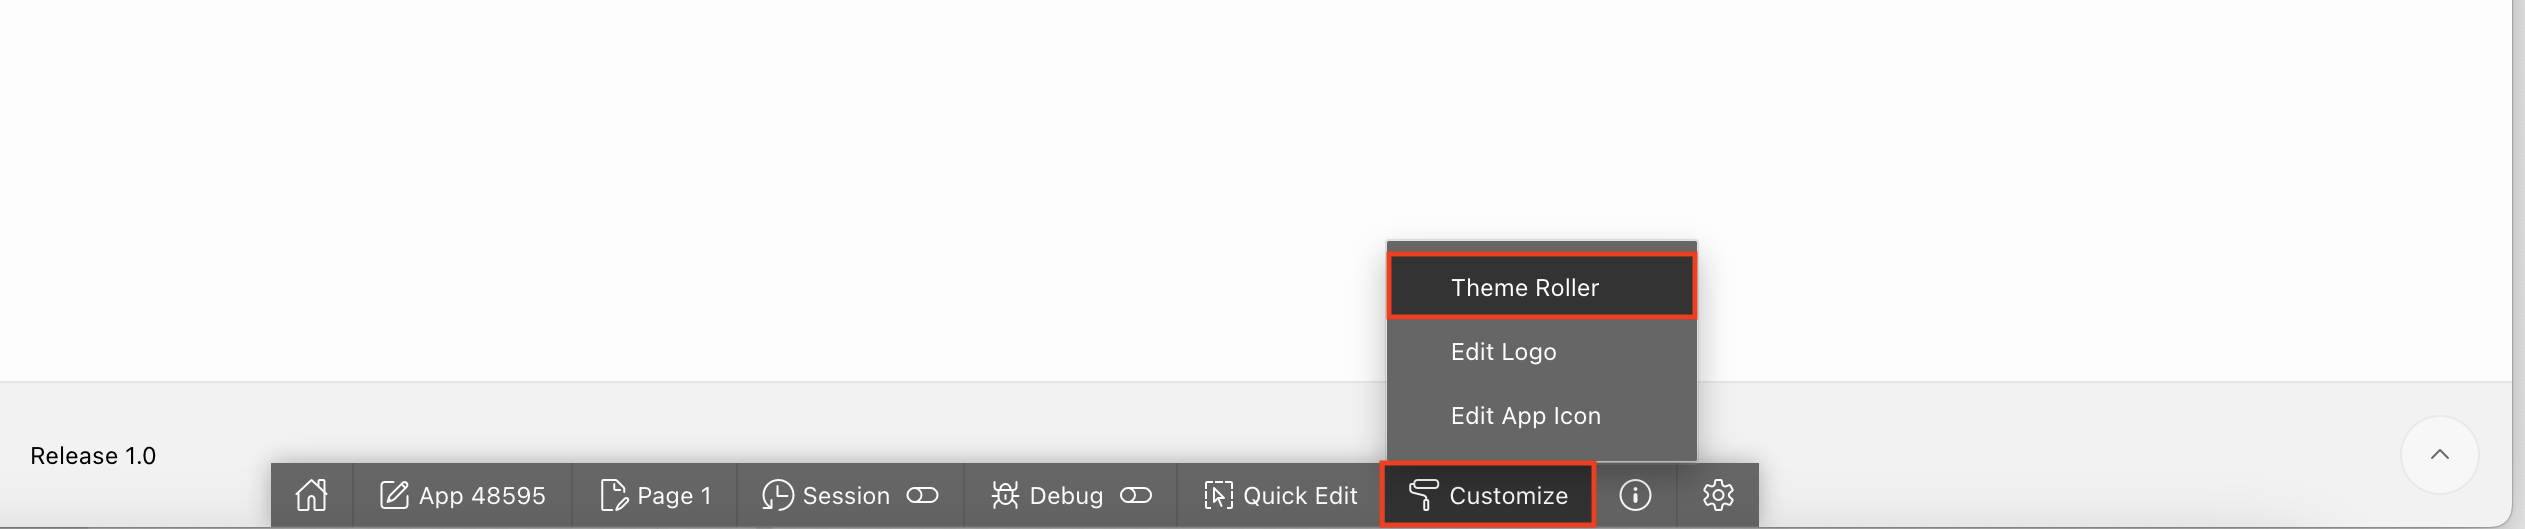 Theme Roller
Edit Logo
Edit App Icon
Release 1.0
App 48595 Page 1 Session Debug Quick Edit Customize